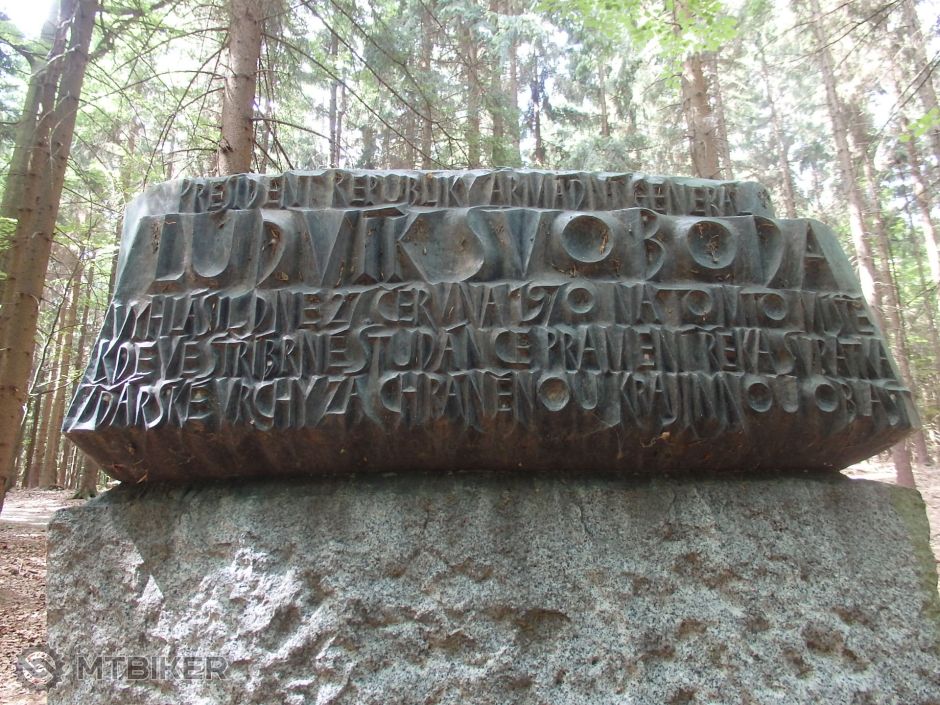 PRESIDENT REPUBLIKY ARMÁDNÍ GENERÁL
LUDVÍK SVOBODA
VYHLÁSIL DNE 27. ČERVNA 1970 NA TOMTO MÍSTĚ
KDE VE STŘÍBRNÉ STUDÁNCE PRAMENÍ ŘEKA SVRATKA
ŽĎÁRSKÉ VRCHY ZA CHRÁNĚNOU KRAJINNOU OBLAST
MTBIKER